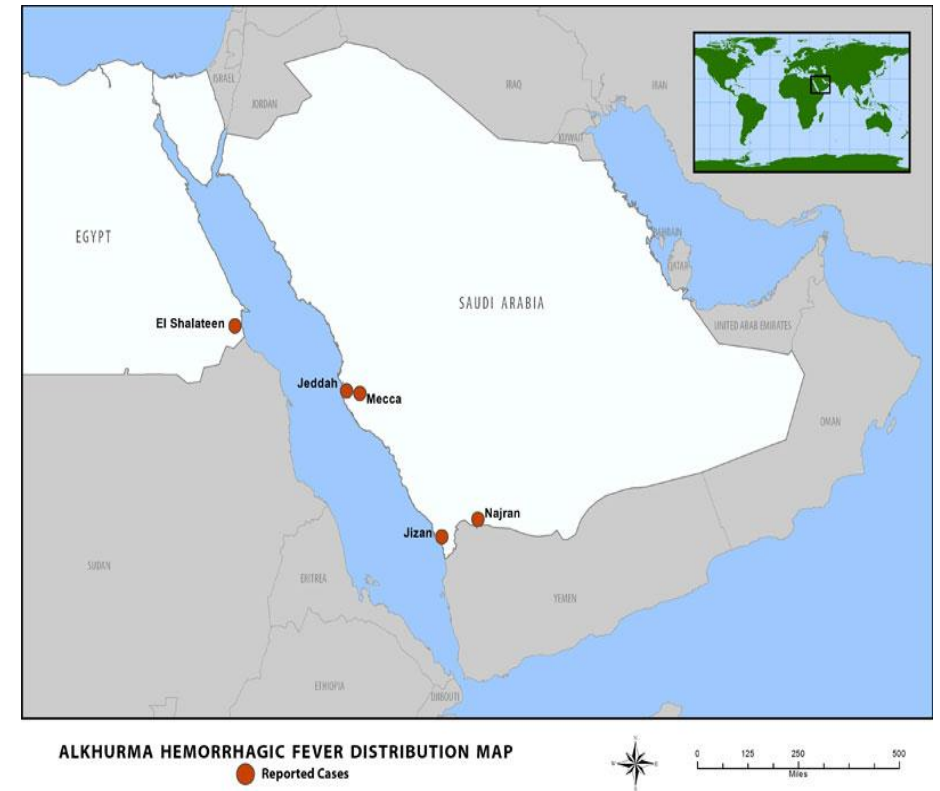 ISRAEL
JORDAN
IRAQ
IRAN
KUWAIT
EGYPT
BAHRAIN
QATAR
SAUDI ARABIA
El Shalateen
UNITED ARAB EMIRATES
Jeddah
Mecca
OMAN
Najran
Jizan
SUDAN
ERITREA
YEMEN
ETHIOPIA
DJIBOUTI
ALKHURMA HEMORRHAGIC FEVER DISTRIBUTION MAP
Reported Cases
N
W
E
S
0 125 250 500
Miles